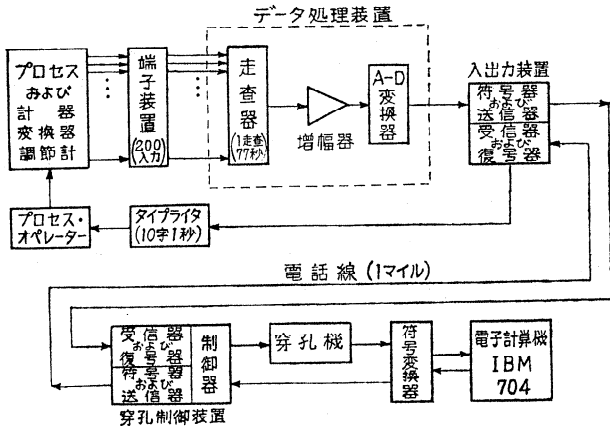 データ処理装置
プロセス
および
計器
変換器
調節計
端子装置
(200入力)
走査器
(1走査77秒)
増幅器
A-D
変換器
入出力装置
符号器
および
送信器
受信器
および
復号器
プロセス・
オペレーター
タイプライタ
(10字1秒)
電話線(1マイル)
受信器
および
復号器
符号器
および
送信器
制御器
穿孔制御装置
穿孔機
符号変換器
電子計算機
IBM
704